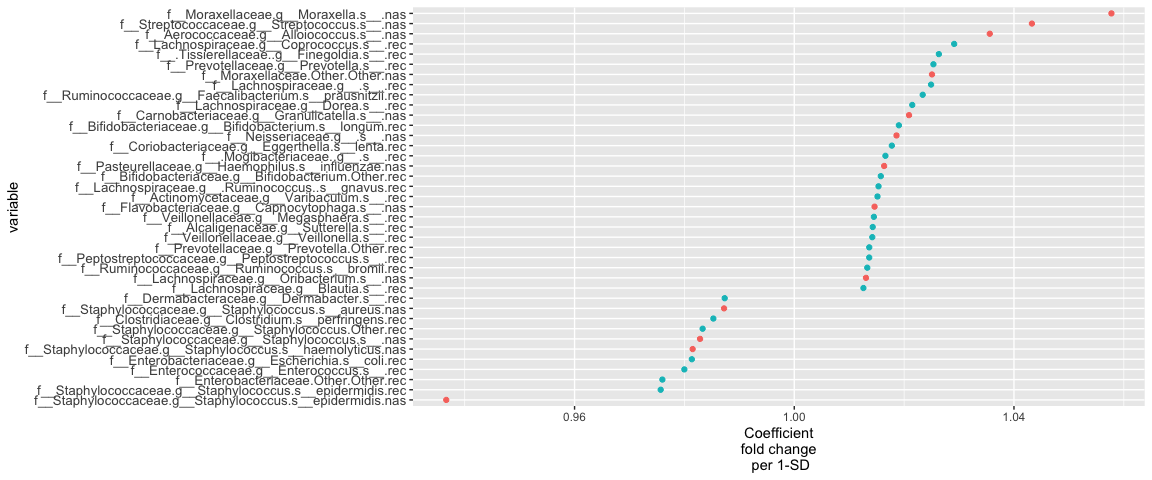 f__Moraxellaceae.g__Moraxella.s__.nas
f__Streptococcaceae.g__Streptococcus.s__.nas
f__Aerococcaceae.g__Alloiococcus.s__.nas
f__Lachnospiraceae.g__Coprococcus.s__.rec
f__.Tissierellaceae..g__Finegoldia.s__.rec
f__Prevotellaceae.g__Prevotella.s__.rec
f__Moraxellaceae.Other.Other.nas
f__Lachnospiraceae.g__.s__.rec
f__Ruminococcaceae.g__Faecalibacterium.s__prausnitzii.rec
f__Lachnospiraceae.g__Dorea.s__.rec
f__Carnobacteriaceae.g__Granulicatella.s__.nas
f__Bifidobacteriaceae.g__Bifidobacterium.s__longum.rec
f__Neisseriaceae.g__.s__.nas
f__Coriobacteriaceae.g__Eggerthella.s__lenta.rec
f__.Mogibacteriaceae..g__.s__.rec
f__Pasteurellaceae.g__Haemophilus.s__influenzae.nas
f__Bifidobacteriaceae.g__Bifidobacterium.Other.rec
f__Lachnospiraceae.g__.Ruminococcus..s__gnavus.rec
f__Actinomycetaceae.g__Varibaculum.s__.rec
f__Flavobacteriaceae.g__Capnocytophaga.s__.nas
f__Veillonellaceae.g__Megasphaera.s__.rec
f__Alcaligenaceae.g__Sutterella.s__.rec
f__Veillonellaceae.g__Veillonella.s__.rec
f__Prevotellaceae.g__Prevotella.Other.rec
f__Peptostreptococcaceae.g__Peptostreptococcus.s__.rec
f__Ruminococcaceae.g__Ruminococcus.s__bromii.rec
f__Lachnospiraceae.g__Oribacterium.s__.nas
f__Lachnospiraceae.g__Blautia.s__.rec
f__Dermabacteraceae.g__Dermabacter.s__.rec
f__Staphylococcaceae.g__Staphylococcus.s__aureus.nas
f__Clostridiaceae.g__Clostridium.s__perfringens.rec
f__Staphylococcaceae.g__Staphylococcus.Other.rec
f__Staphylococcaceae.g__Staphylococcus.s__.nas
f__Staphylococcaceae.g__Staphylococcus.s__haemolyticus.nas
f__Enterobacteriaceae.g__Escherichia.s__coli.rec
f__Enterococcaceae.g__Enterococcus.s__.rec
f__Enterobacteriaceae.Other.Other.rec
f__Staphylococcaceae.g__Staphylococcus.s__epidermidis.rec
f__Staphylococcaceae.g__Staphylococcus.s__epidermidis.nas
variable
0.96 1.00 1.04
Coefficient
fold change
per 1-SD